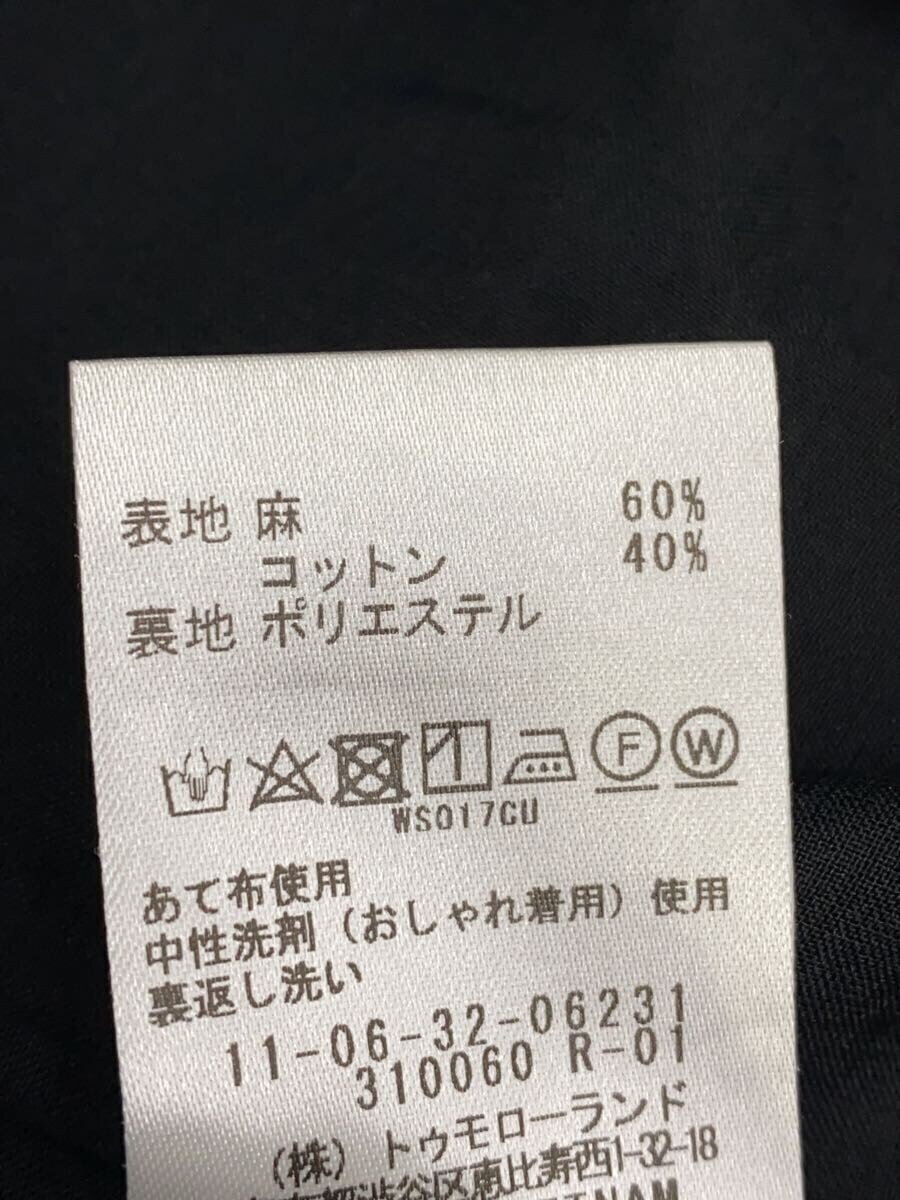 表地 麻 60%
コットン 40%
裏地 ポリエステル
F W
WS017CU
あて布使用
中性洗剤（おしゃれ着用）使用
裏返し洗い
11-06-32-06231
310060 R-01
（株）トゥモローランド
渋谷区恵比寿西1-32-18